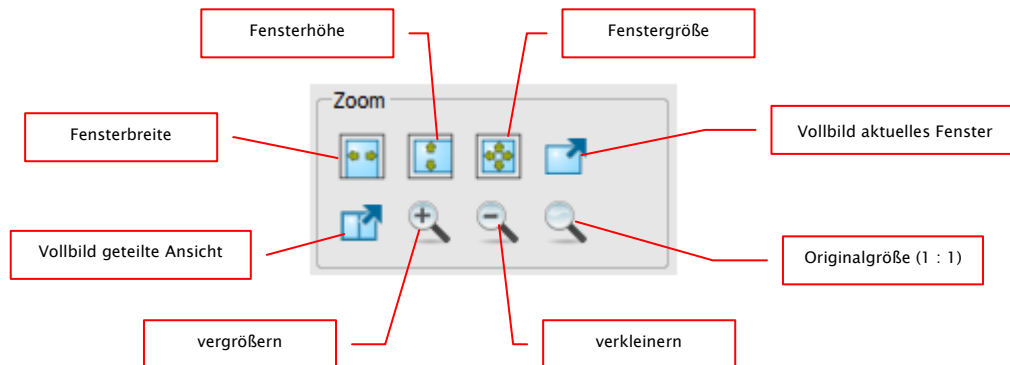 Fensterhöhe
Fenstergröße
Zoom
Fensterbreite
Vollbild aktuelles Fenster
Vollbild geteilte Ansicht
Originalgröße (1 : 1)
vergrößern
verkleinern